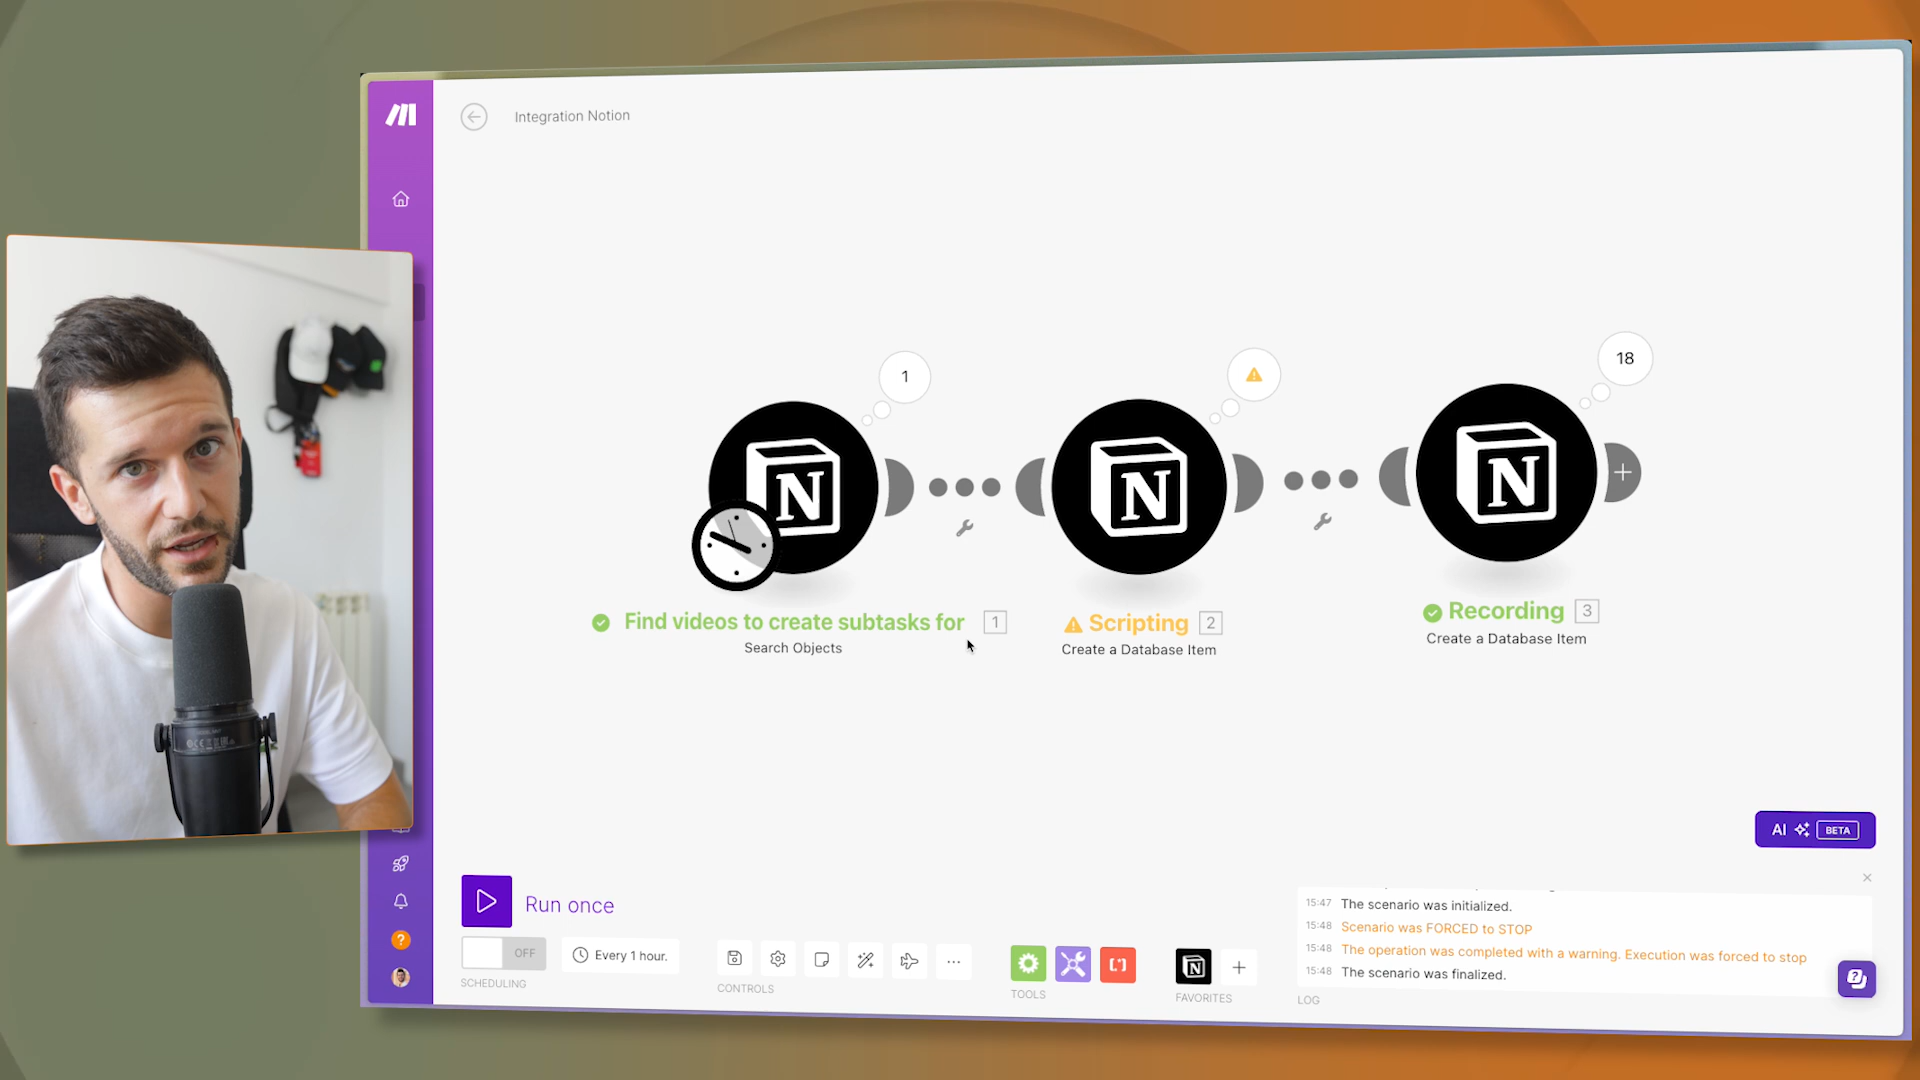 Integration Notion
1
18
N
N
N
Find videos to create subtasks for 1
Search Objects
Scripting 2
Create a Database Item
Recording 3
Create a Database Item
AI BETA
Run once
OFF
Every 1 hour.
SCHEDULING
...
CONTROLS
TOOLS
N
FAVORITES
15:47 The scenario was initialized.
15:48 Scenario was FORCED to STOP
15:48 The operation was completed with a warning. Execution was forced to stop
15:48 The scenario was finalized.
LOG
?
?